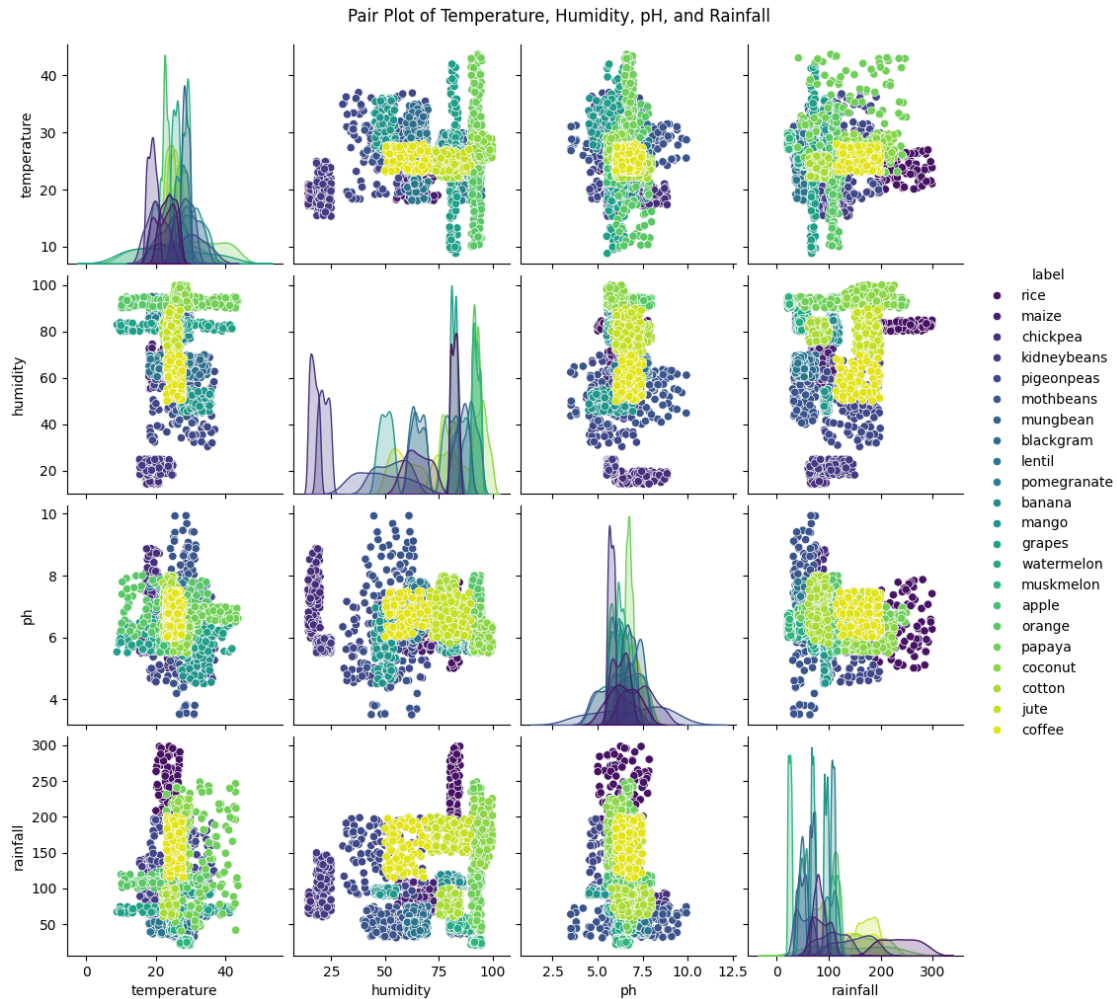 Pair Plot of Temperature, Humidity, pH, and Rainfall
temperature
40
30
20
10
humidity
100
80
60
40
20
ph
10
8
6
4
rainfall
300
250
200
150
100
50
0 20 40
temperature
25 50 75 100
humidity
2.5 5.0 7.5 10.0 12.5
ph
0 100 200 300
rainfall
label
rice
maize
chickpea
kidneybeans
pigeonpeas
mothbeans
mungbean
blackgram
lentil
pomegranate
banana
mango
grapes
watermelon
muskmelon
apple
orange
papaya
coconut
cotton
jute
coffee